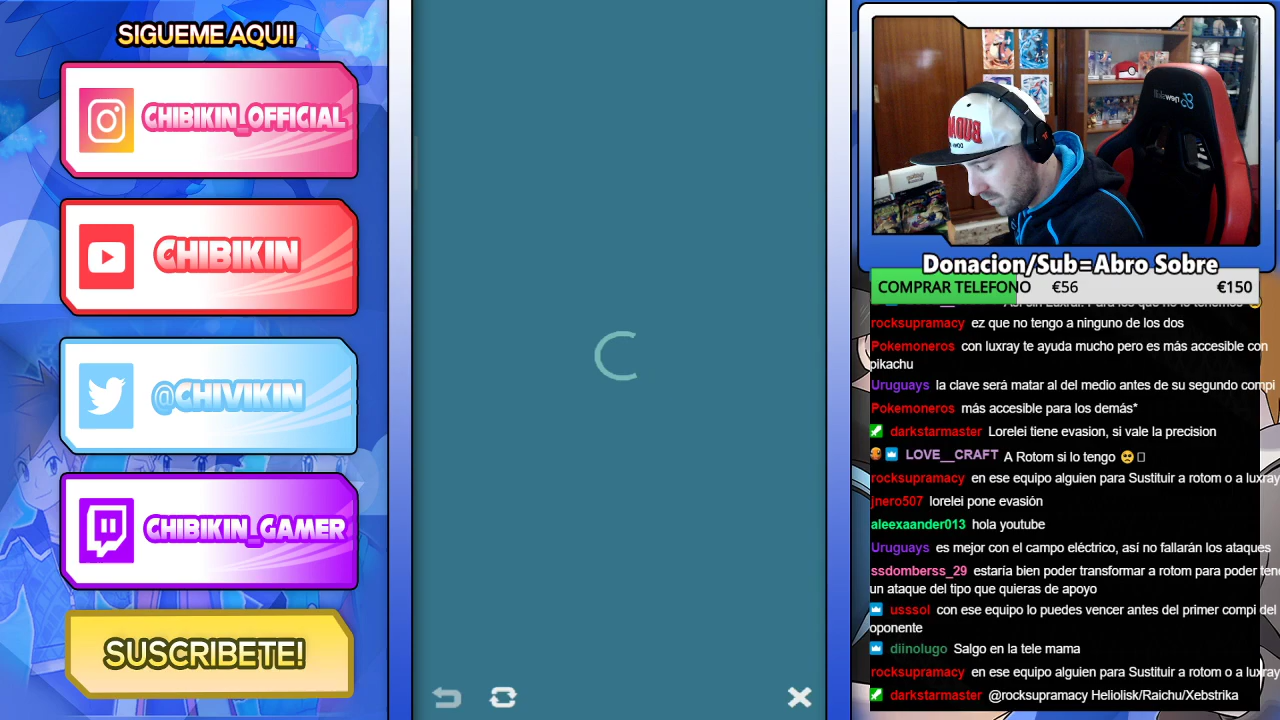 SIGUEME AQUI!
CHIBIKIN_OFFICIAL
CHIBIKIN
@CHIVIKIN
CHIBIKIN_GAMER
SUSCRIBETE!
Donacion/Sub=Abro Sobre
COMPRAR TELEFONO €56 €150
rocksupramacy ez que no tengo a ninguno de los dos
Pokemoneros con luxray te ayuda mucho pero es más accesible con
pikachu
Uruguays la clave será matar al del medio antes de su segundo compi
Pokemoneros más accesible para los demás*
darkstarmaster Lorelei tiene evasion, si vale la precision
LOVE__CRAFT A Rotom si lo tengo 🥺
rocksupramacy en ese equipo alguien para Sustituir a rotom o a luxray
jnero507 lorelei pone evasión
aleexaander013 hola youtube
Uruguays es mejor con el campo eléctrico, así no fallarán los ataques
ssdomberss_29 estaría bien poder transformar a rotom para poder tene
un ataque del tipo que quieras de apoyo
usssol con ese equipo lo puedes vencer antes del primer compi del
oponente
diinolugo Salgo en la tele mama
rocksupramacy en ese equipo alguien para Sustituir a rotom o a luxray
darkstarmaster @rocksupramacy Heliolisk/Raichu/Xebstrika